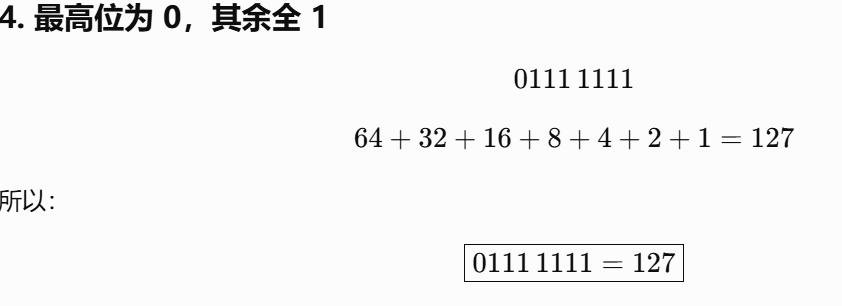 4. 最高位为 0，其余全 1
0111 1111
64 + 32 + 16 + 8 + 4 + 2 + 1 = 127
所以：
0111 1111 = 127